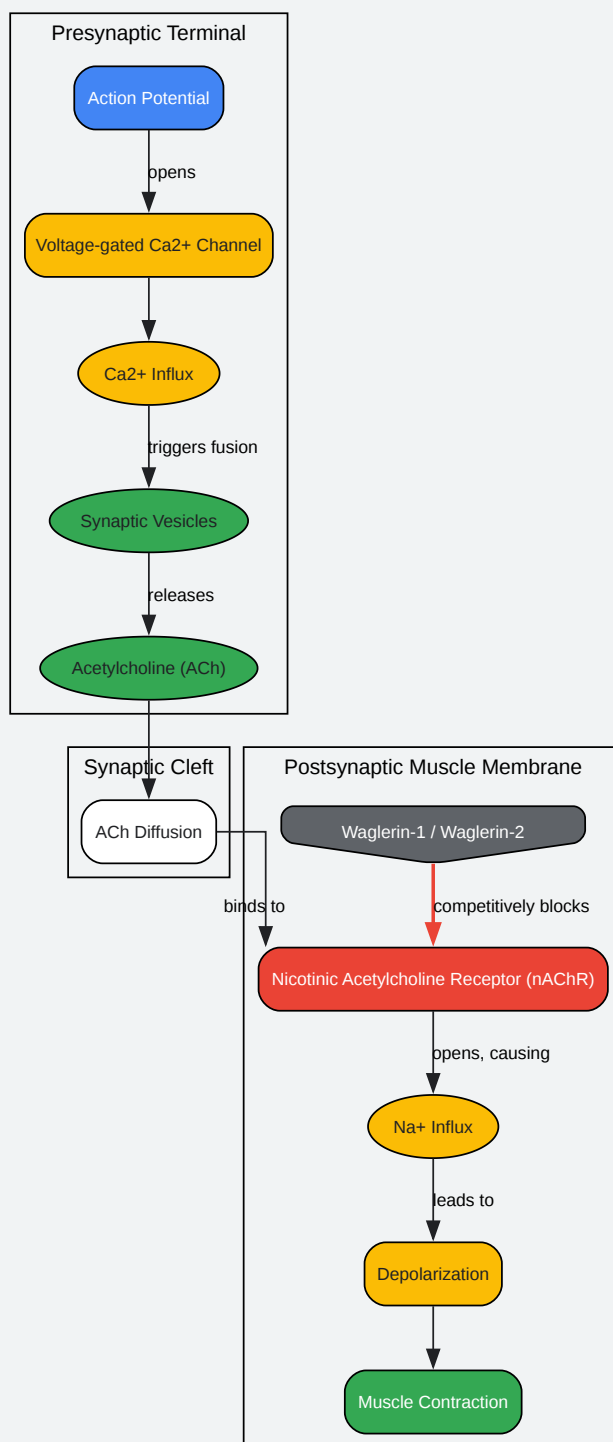 Presynaptic Terminal
Action Potential
opens
Voltage-gated Ca2+ Channel
Ca2+ Influx
triggers fusion
Synaptic Vesicles
releases
Acetylcholine (ACh)
Synaptic Cleft
ACh Diffusion
binds to
Postsynaptic Muscle Membrane
Waglerin-1 / Waglerin-2
competitively blocks
Nicotinic Acetylcholine Receptor (nAChR)
opens, causing
Na+ Influx
leads to
Depolarization
Muscle Contraction